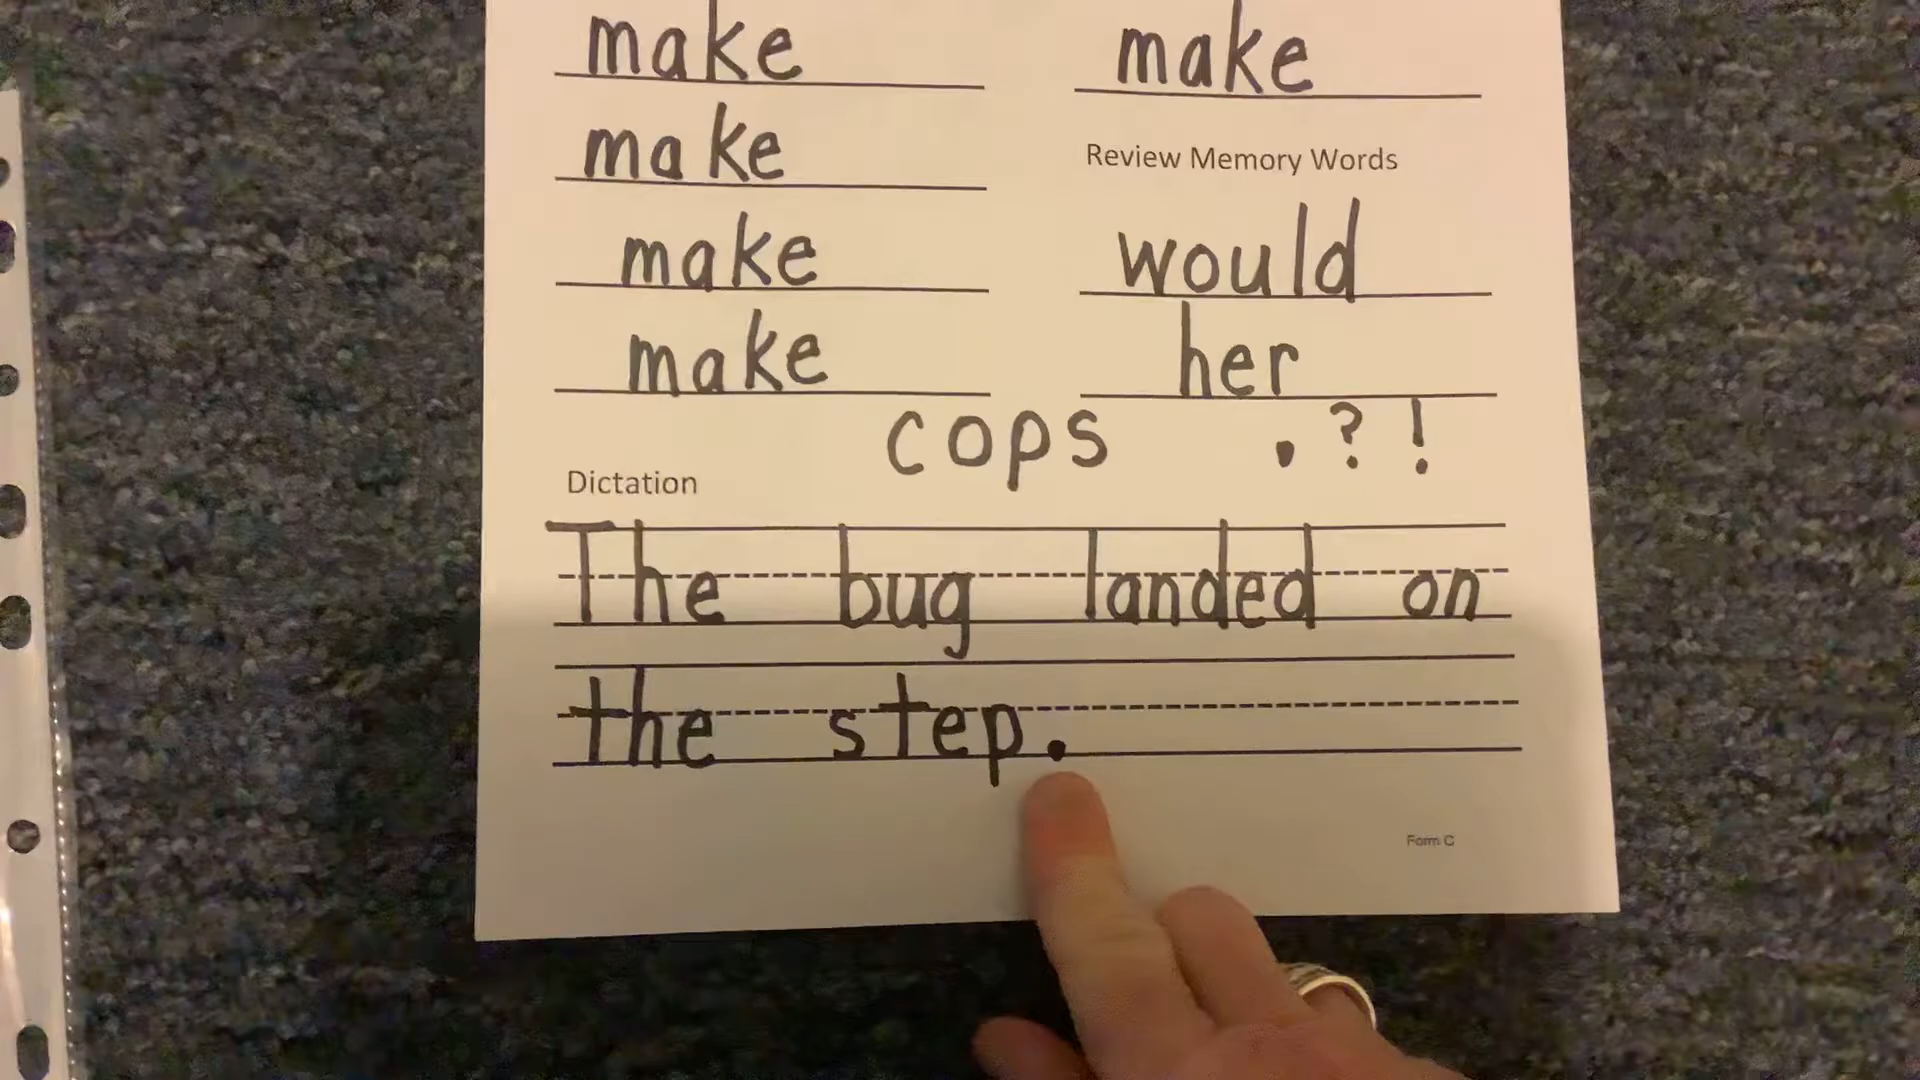 make
make
make
make
make
Review Memory Words
would
her
cops . ? !
Dictation
The bug landed on
the step.
Form C